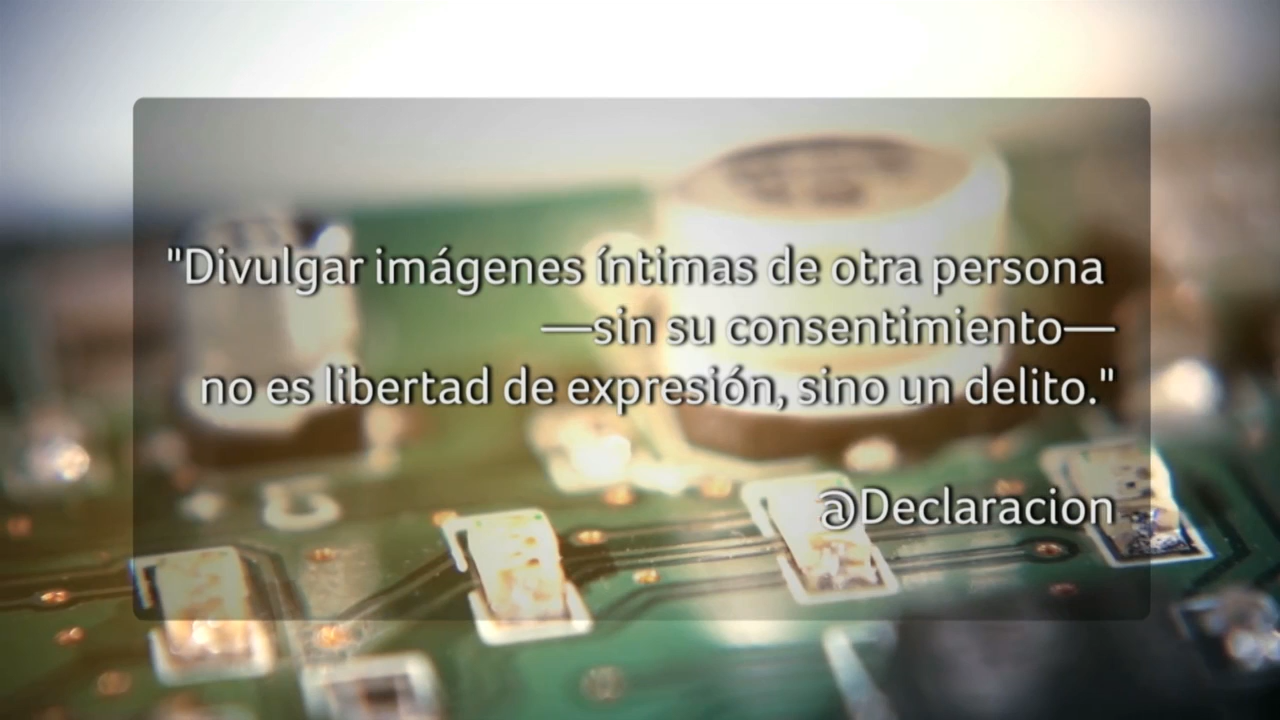 "Divulgar imágenes íntimas de otra persona
—sin su consentimiento—
no es libertad de expresión, sino un delito."
@Declaracion